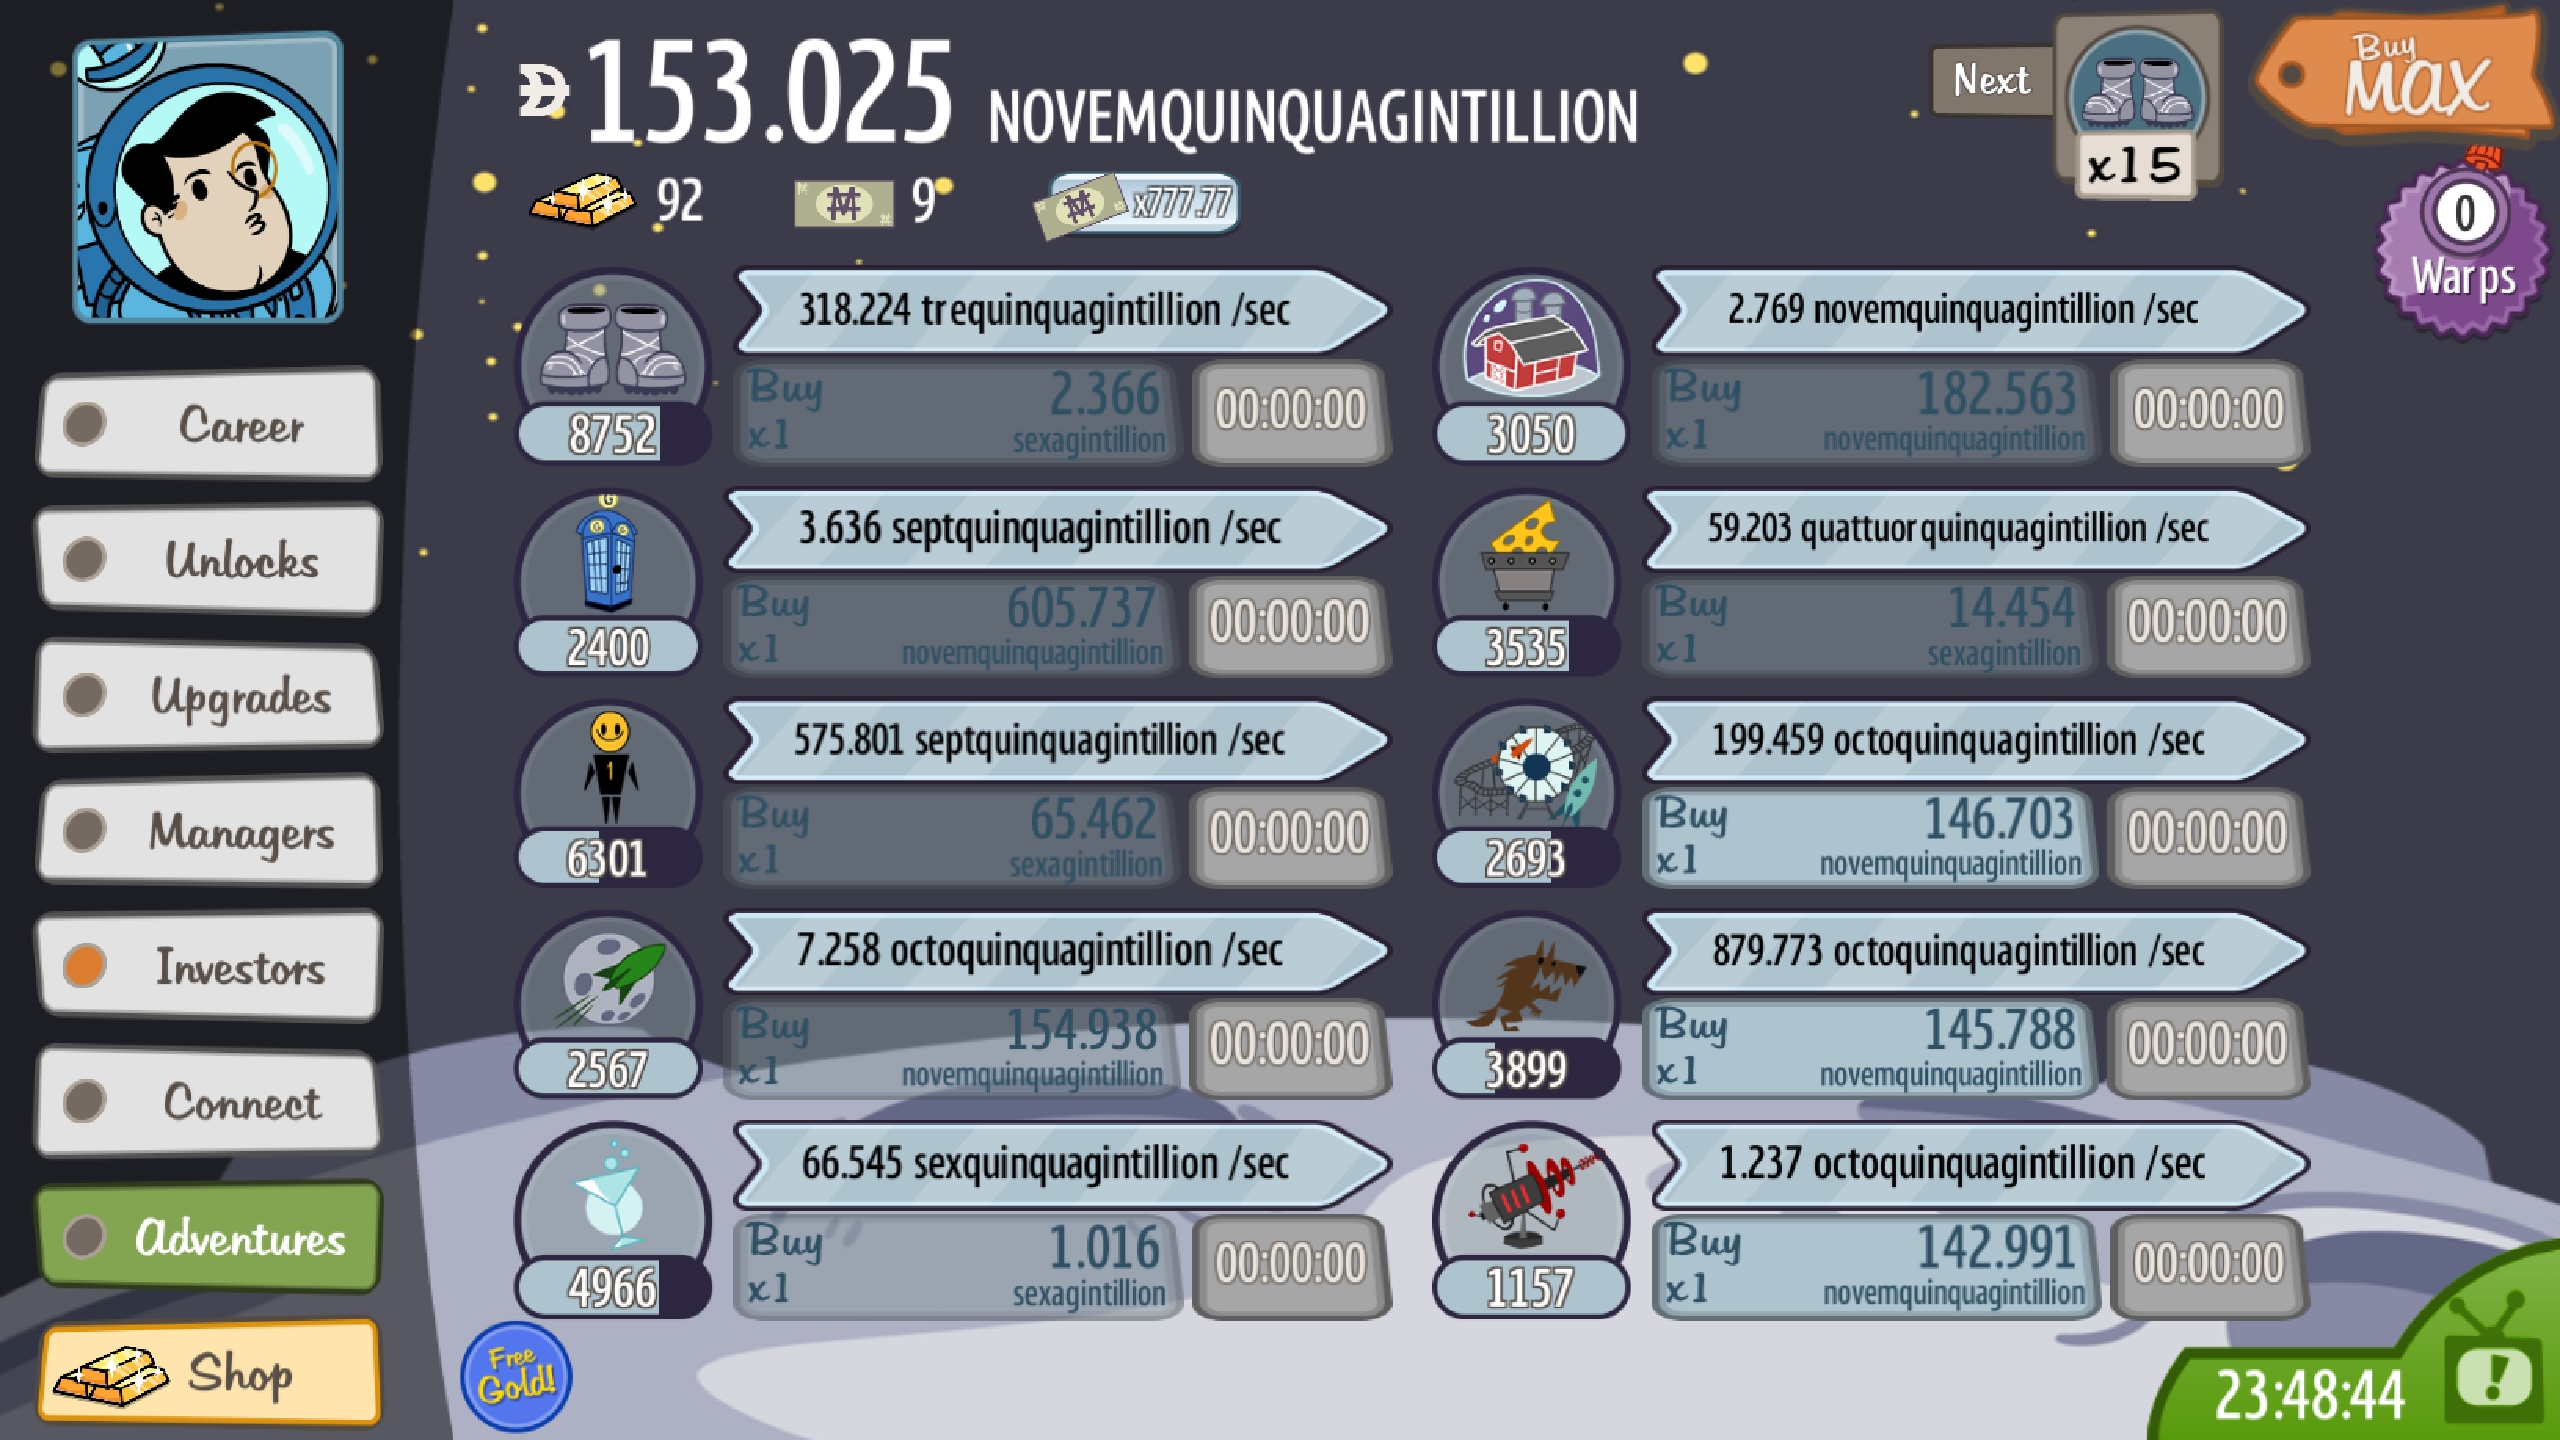 153.025 NOVEMQUINQUAGINTILLION
Next
x15
Buy
MAX
92
9
x777.77
0
Warps
Career
Unlocks
Upgrades
Managers
Investors
Connect
Adventures
Shop
318.224 trequinquagintillion /sec
8752
Buy
x1
2.366
sexagintillion
00:00:00
2.769 novemquinquagintillion /sec
3050
Buy
x1
182.563
novemquinquagintillion
00:00:00
3.636 septquinquagintillion /sec
G
2400
Buy
x1
605.737
novemquinquagintillion
00:00:00
59.203 quattuorquinquagintillion /sec
3535
Buy
x1
14.454
sexagintillion
00:00:00
575.801 septquinquagintillion /sec
1
6301
Buy
x1
65.462
sexagintillion
00:00:00
199.459 octoquinquagintillion /sec
2693
Buy
x1
146.703
novemquinquagintillion
00:00:00
7.258 octoquinquagintillion /sec
2567
Buy
x1
154.938
novemquinquagintillion
00:00:00
879.773 octoquinquagintillion /sec
3899
Buy
x1
145.788
novemquinquagintillion
00:00:00
66.545 sexquinquagintillion /sec
4966
Buy
x1
1.016
sexagintillion
00:00:00
1.237 octoquinquagintillion /sec
1157
Buy
x1
142.991
novemquinquagintillion
00:00:00
Free
Gold!
23:48:44
!